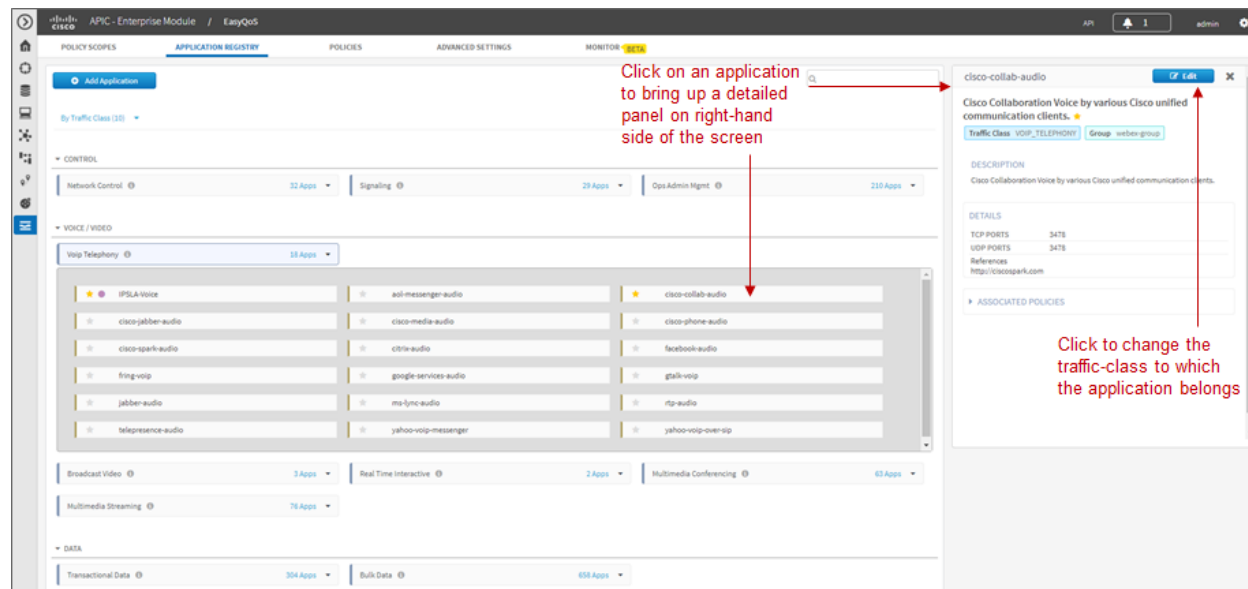 CISCO APIC - Enterprise Module / EasyQoS
API 1 admin
POLICY SCOPES APPLICATION REGISTRY POLICIES ADVANCED SETTINGS MONITOR BETA
Add Application
By Traffic Class (10)
Click on an application
to bring up a detailed
panel on right-hand
side of the screen
CONTROL
Network Control 32 Apps Signaling 29 Apps Ops Admin Mgmt 210 Apps
VOICE / VIDEO
Voip Telephony 18 Apps
IPSLA-Voice aol-messenger-audio cisco-collab-audio
cisco-jabber-audio cisco-media-audio cisco-phone-audio
cisco-spark-audio citrix-audio facebook-audio
fring-voip google-services-audio gtalk-voip
jabber-audio ms-lync-audio rtp-audio
telepresence-audio yahoo-voip-messenger yahoo-voip-over-sip
Broadcast Video 3 Apps Real Time Interactive 2 Apps Multimedia Conferencing 63 Apps
Multimedia Streaming 76 Apps
DATA
Transactional Data 304 Apps Bulk Data 658 Apps
cisco-collab-audio Edit
Cisco Collaboration Voice by various Cisco unified
communication clients.
Traffic Class VOIP_TELEPHONY Group webex-group
DESCRIPTION
Cisco Collaboration Voice by various Cisco unified communication clients.
DETAILS
TCP PORTS 3478
UDP PORTS 3478
References
http://ciscospark.com
ASSOCIATED POLICIES
Click to change the
traffic-class to which
the application belongs